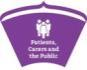 Patients,
Carers and
the Public